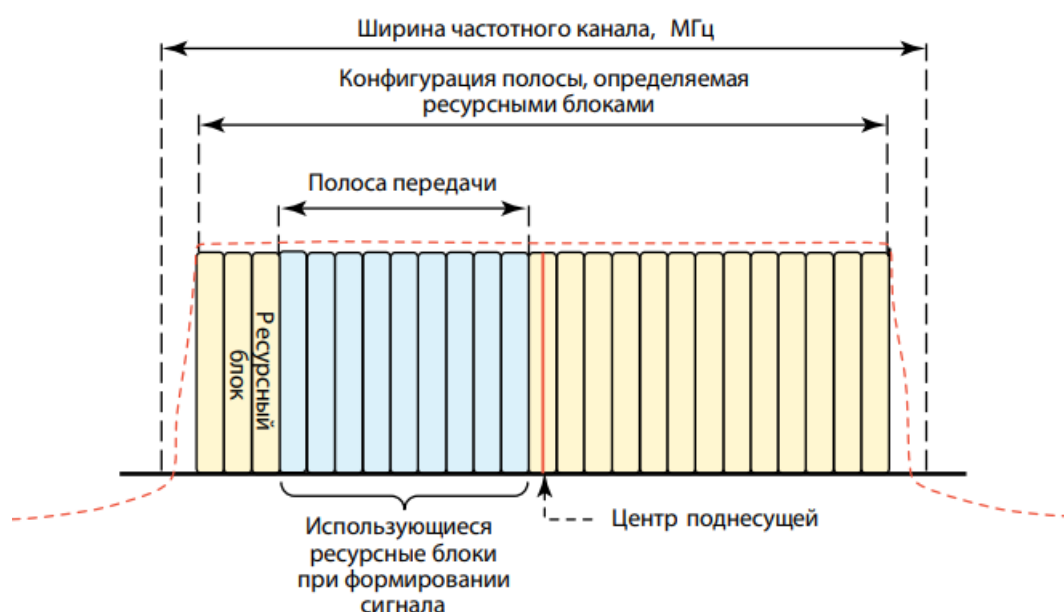 Ширина частотного канала, МГц
Конфигурация полосы, определяемая
ресурсными блоками
Полоса передачи
Ресурсный
блок
Использующиеся
ресурсные блоки
при формировании
сигнала
Центр поднесущей